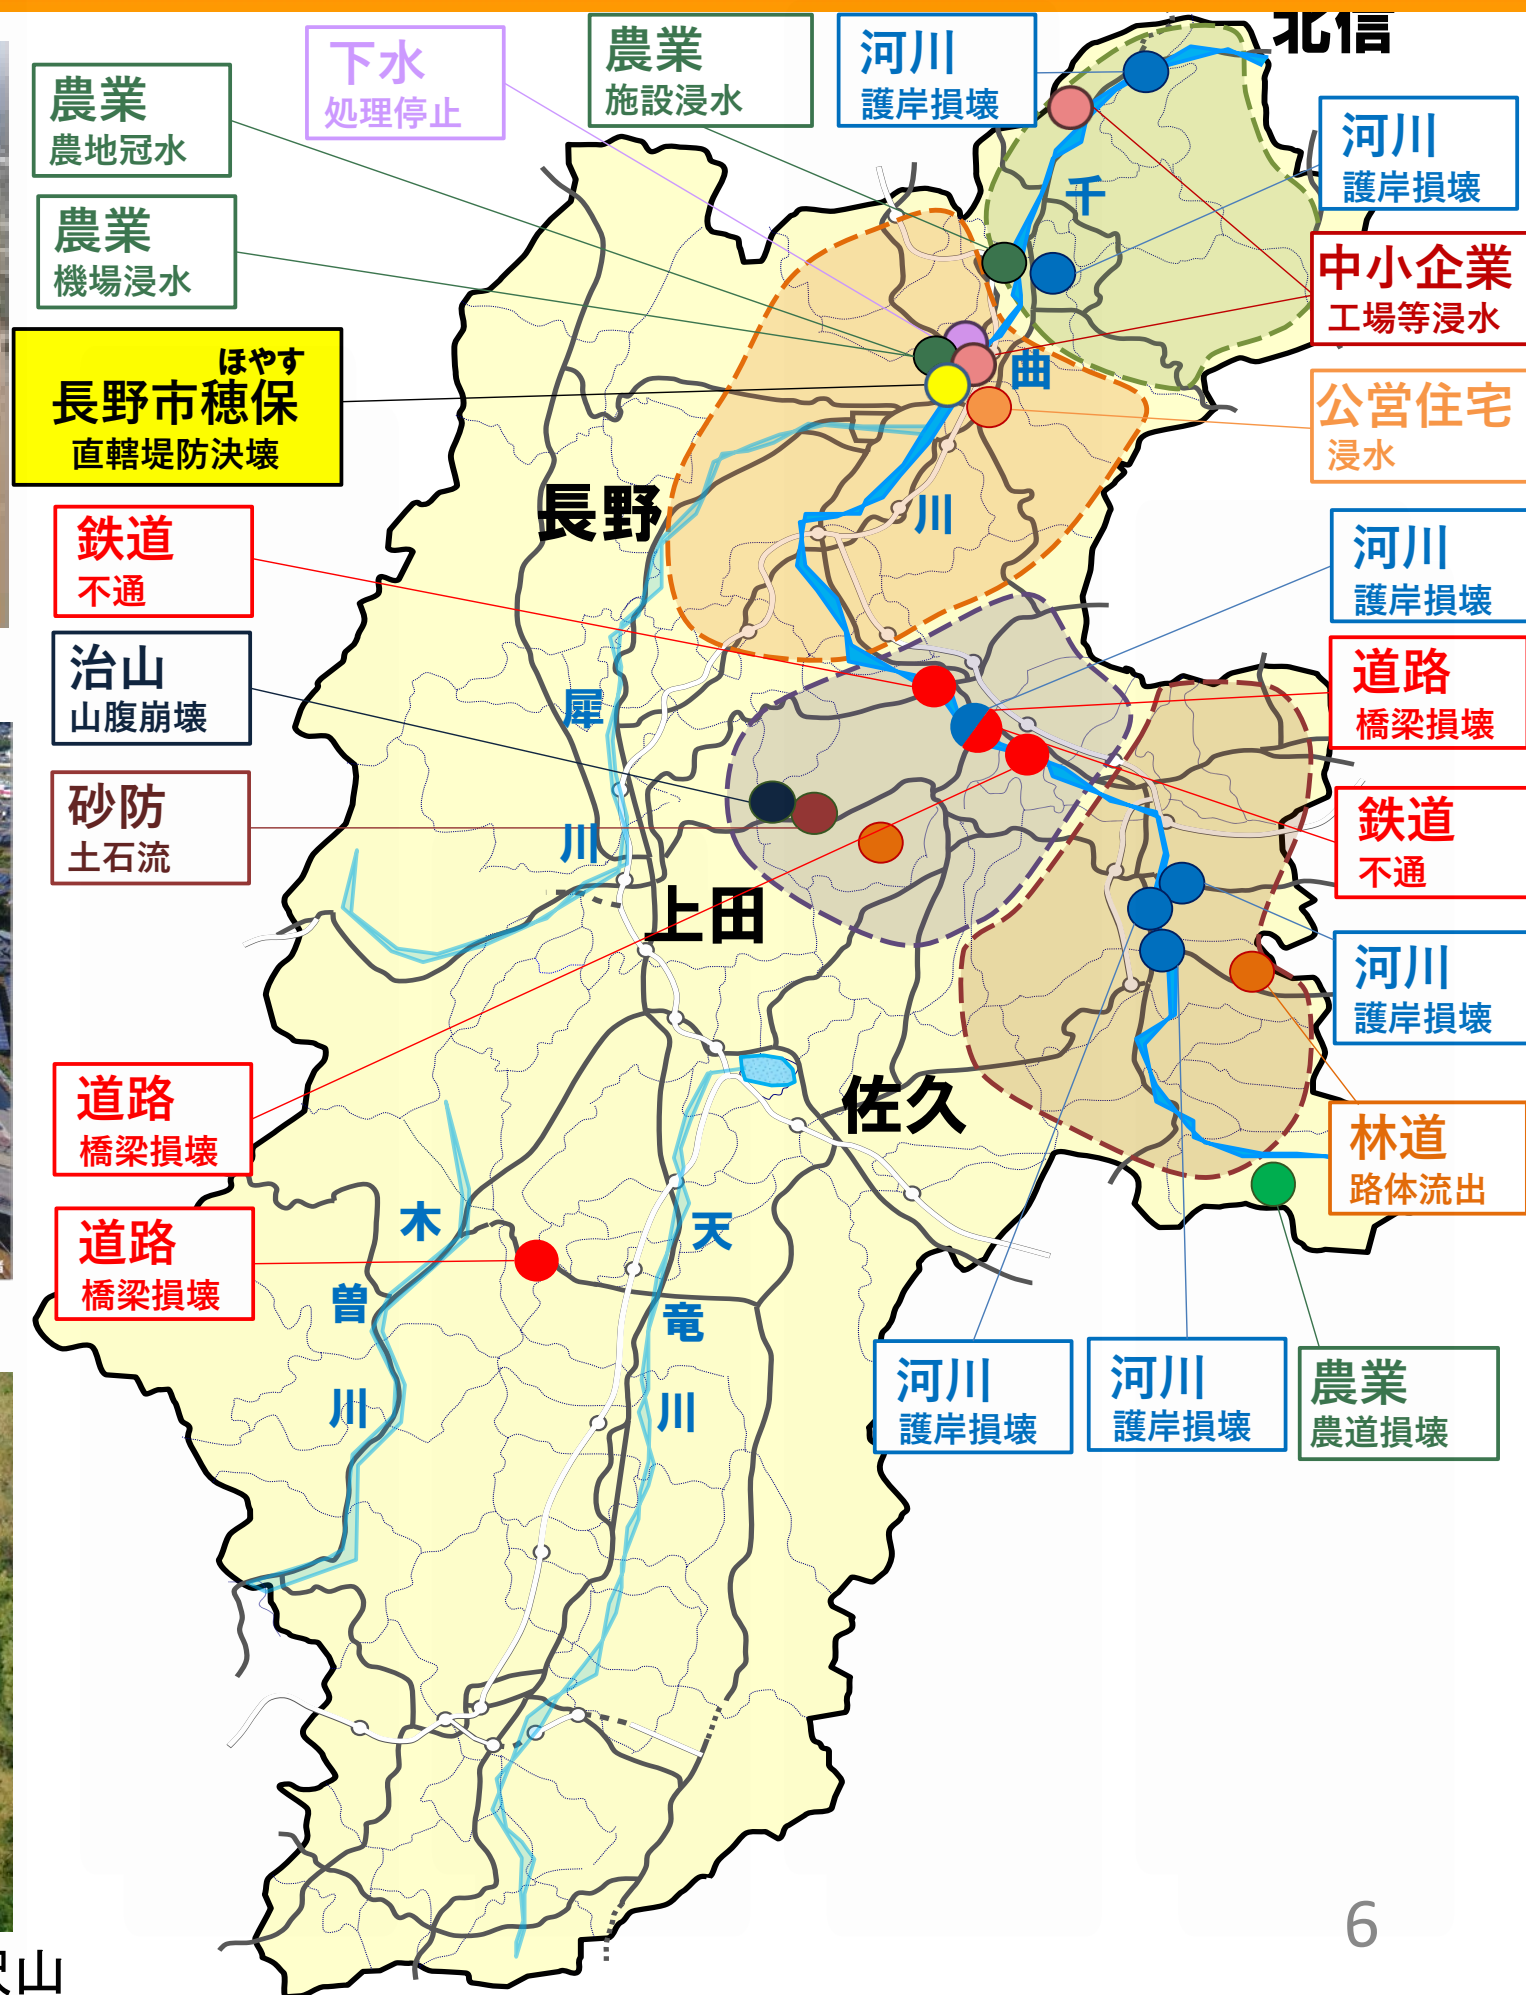 北信
下水
処理停止
農業
施設浸水
河川
護岸損壊
農業
農地冠水
河川
護岸損壊
農業
機場浸水
中小企業
工場等浸水
ほやす
長野市穂保
直轄堤防決壊
公営住宅
浸水
千
曲
川
長野
鉄道
不通
河川
護岸損壊
治山
山腹崩壊
道路
橋梁損壊
犀
川
砂防
土石流
鉄道
不通
上田
河川
護岸損壊
道路
橋梁損壊
佐久
林道
路体流出
道路
橋梁損壊
木
曽
川
天
竜
川
河川
護岸損壊
河川
護岸損壊
農業
農道損壊
6
山